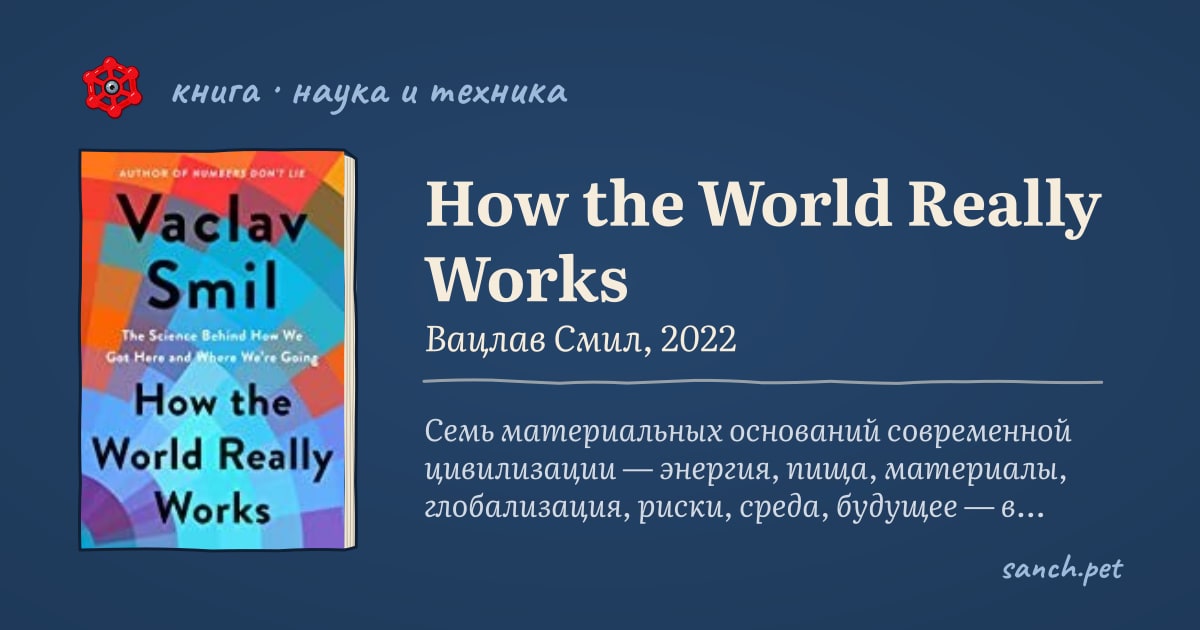 книга · наука и техника
AUTHOR OF NUMBERS DON'T LIE
Vaclav
Smil
The Science Behind How We
Got Here and Where We're Going
How the
World Really
Works
How the World Really
Works
Вацлав Смил, 2022
Семь материальных оснований современной
цивилизации — энергия, пища, материалы,
глобализация, риски, среда, будущее — в...
sanch.pet